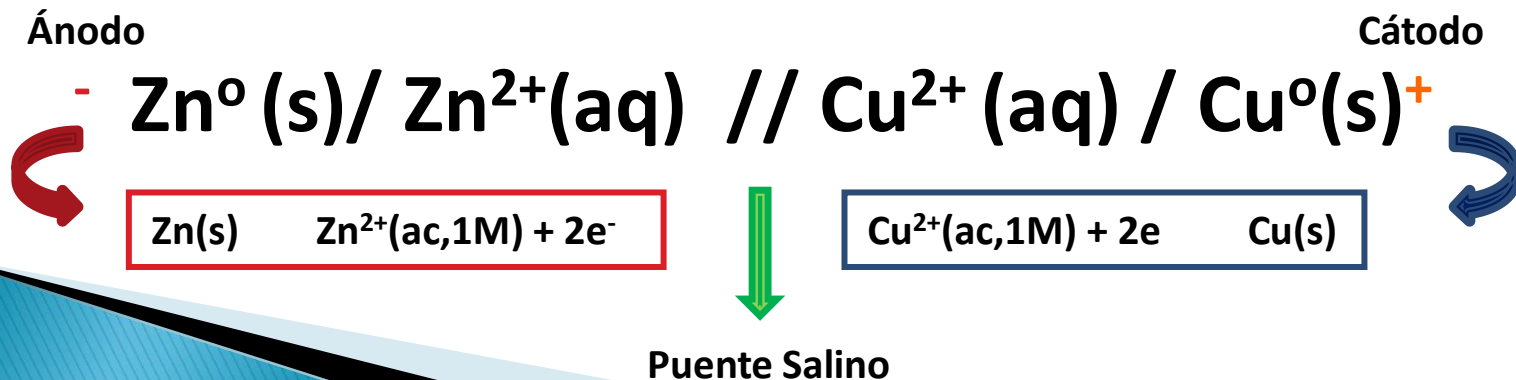 Ánodo Cátodo
- Znº (s)/ Zn²⁺(aq) // Cu²⁺ (aq) / Cuº(s)⁺
Zn(s) Zn²⁺(ac,1M) + 2e⁻ Cu²⁺(ac,1M) + 2e Cu(s)
Puente Salino